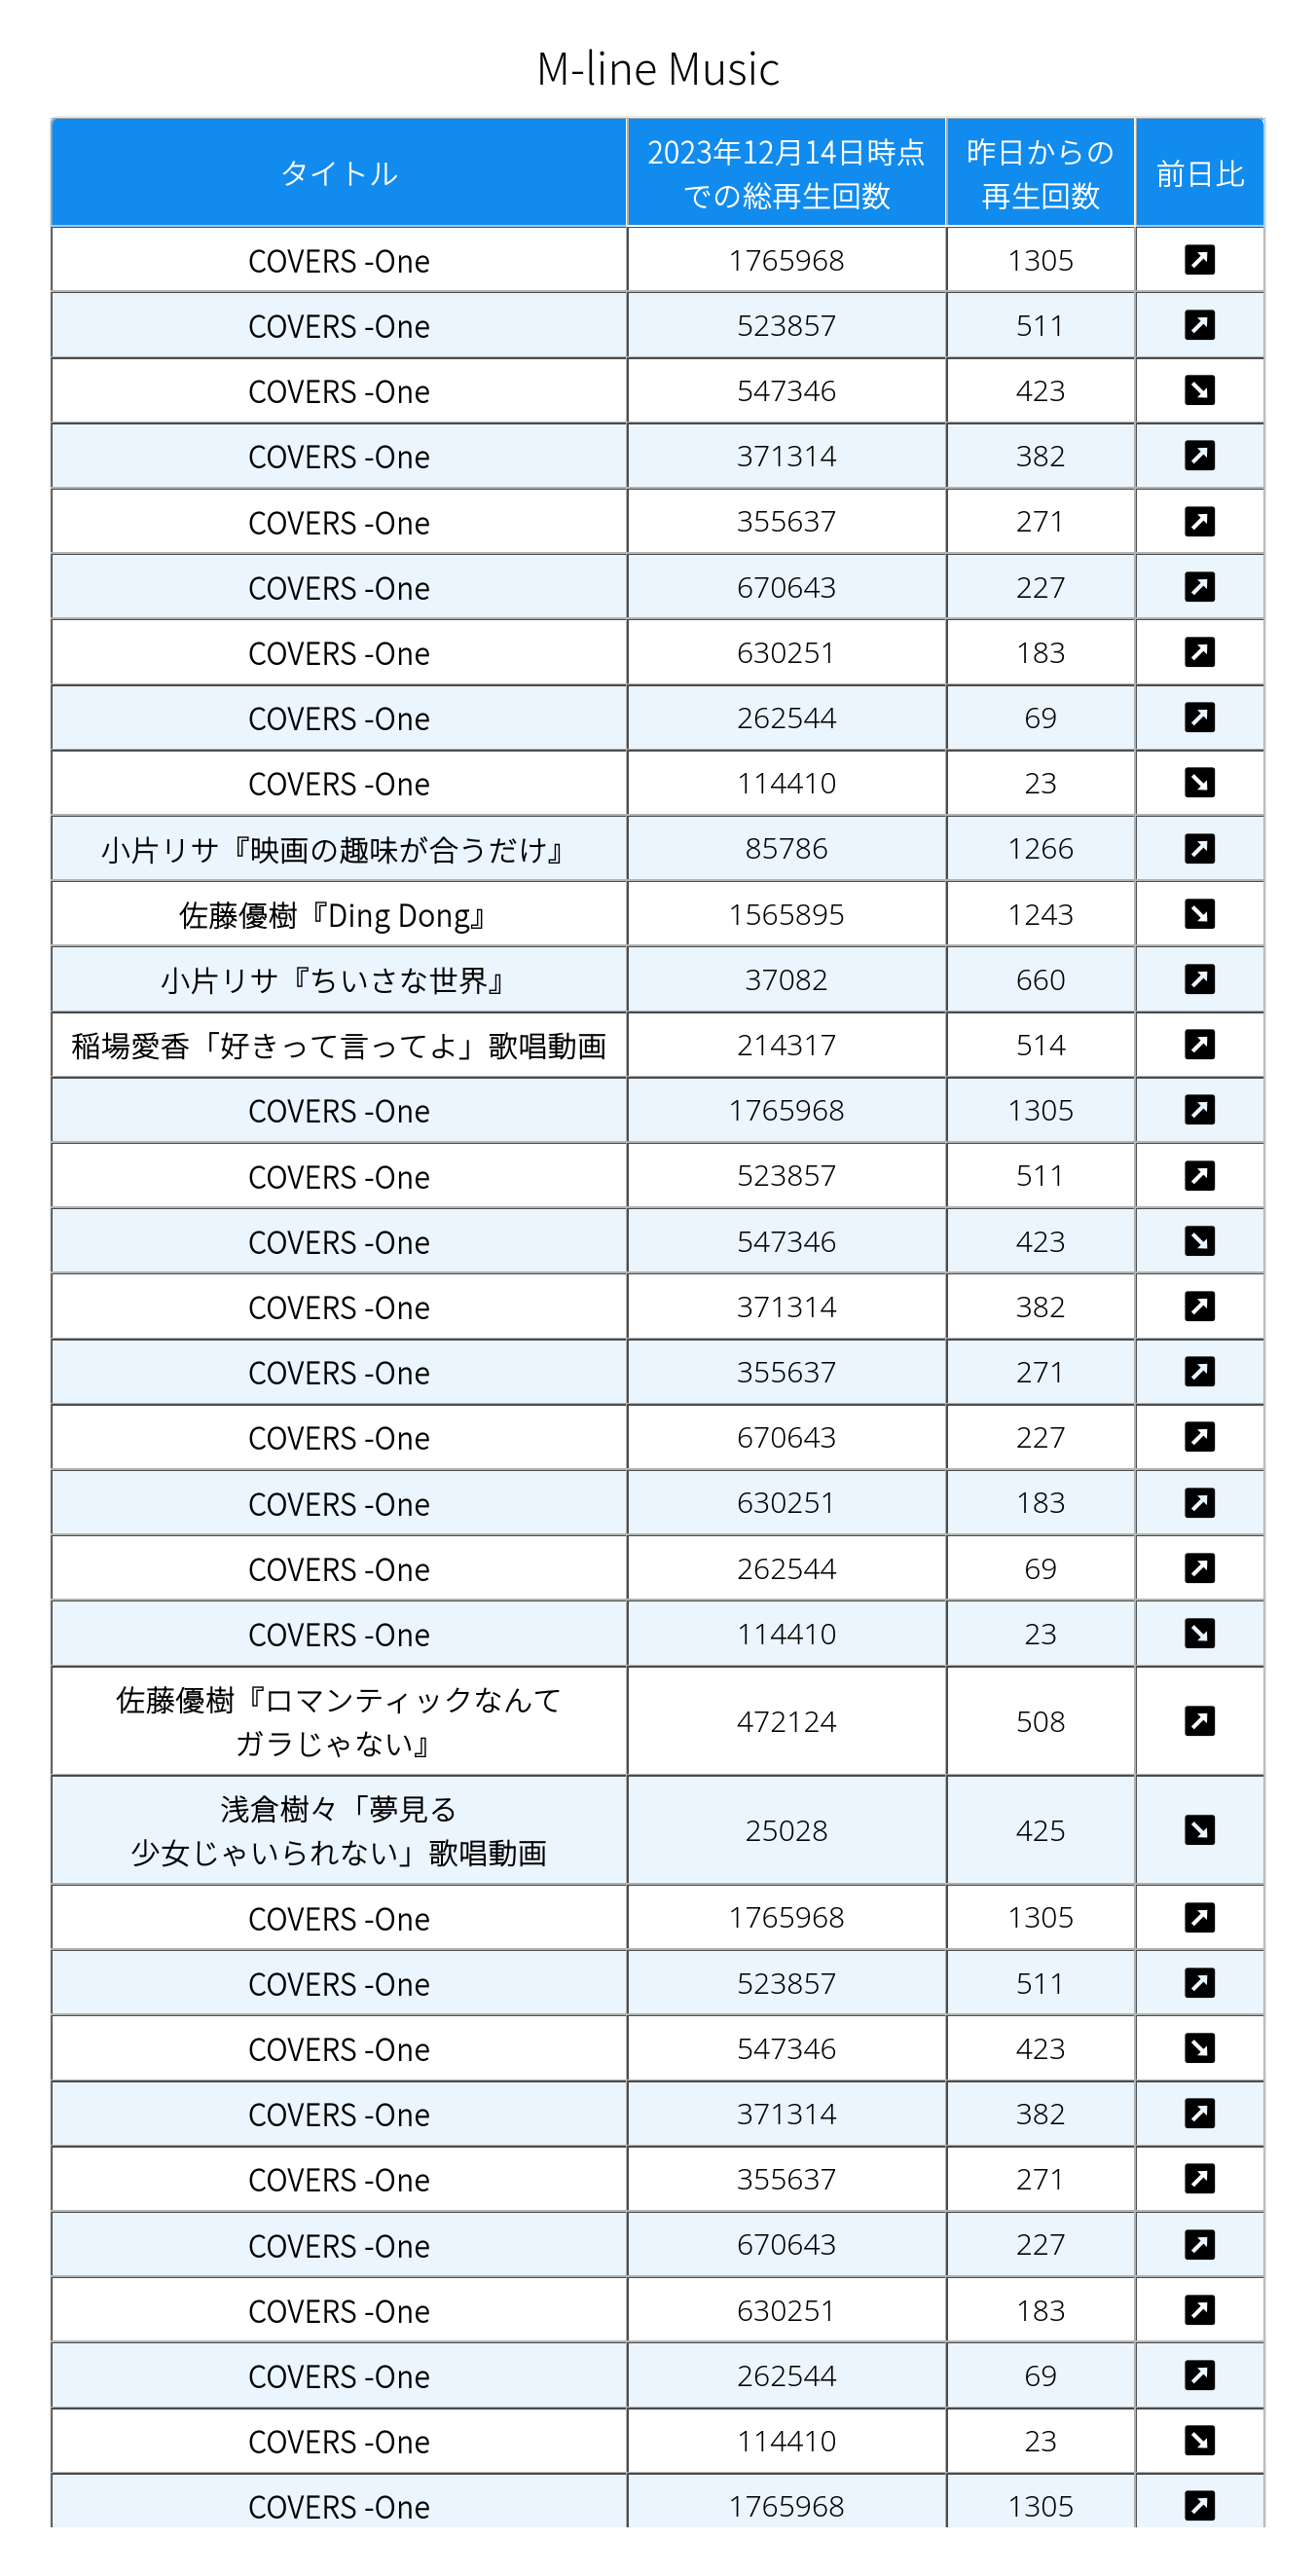 M-line Music
タイトル
2023年12月14日時点
での総再生回数
昨日からの
再生回数
前日比
COVERS -One 1765968 1305
COVERS -One 523857 511
COVERS -One 547346 423
COVERS -One 371314 382
COVERS -One 355637 271
COVERS -One 670643 227
COVERS -One 630251 183
COVERS -One 262544 69
COVERS -One 114410 23
小片リサ『映画の趣味が合うだけ』 85786 1266
佐藤優樹『Ding Dong』 1565895 1243
小片リサ『ちいさな世界』 37082 660
稲場愛香「好きって言ってよ」歌唱動画 214317 514
COVERS -One 1765968 1305
COVERS -One 523857 511
COVERS -One 547346 423
COVERS -One 371314 382
COVERS -One 355637 271
COVERS -One 670643 227
COVERS -One 630251 183
COVERS -One 262544 69
COVERS -One 114410 23
佐藤優樹『ロマンティックなんて
ガラじゃない』
472124 508
浅倉樹々「夢見る
少女じゃいられない」歌唱動画
25028 425
COVERS -One 1765968 1305
COVERS -One 523857 511
COVERS -One 547346 423
COVERS -One 371314 382
COVERS -One 355637 271
COVERS -One 670643 227
COVERS -One 630251 183
COVERS -One 262544 69
COVERS -One 114410 23
COVERS -One 1765968 1305